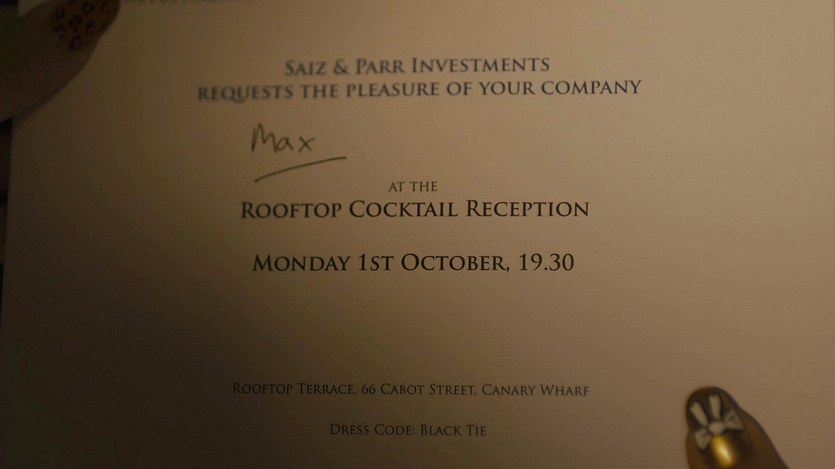 SAIZ & PARR INVESTMENTS
REQUESTS THE PLEASURE OF YOUR COMPANY
Max
AT THE
ROOFTOP COCKTAIL RECEPTION
MONDAY 1ST OCTOBER, 19.30
ROOFTOP TERRACE, 66 CABOT STREET, CANARY WHARF
DRESS CODE: BLACK TIE